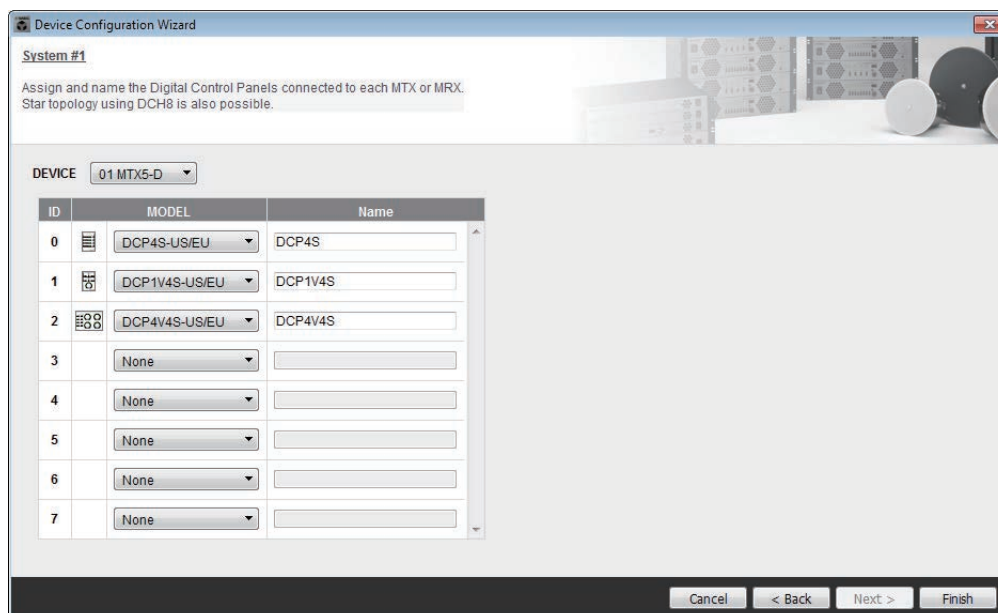 Device Configuration Wizard
System #1
Assign and name the Digital Control Panels connected to each MTX or MRX.
Star topology using DCH8 is also possible.
DEVICE 01 MTX5-D
ID MODEL Name
0 DCP4S-US/EU DCP4S
1 DCP1V4S-US/EU DCP1V4S
2 DCP4V4S-US/EU DCP4V4S
3 None
4 None
5 None
6 None
7 None
Cancel < Back Next > Finish